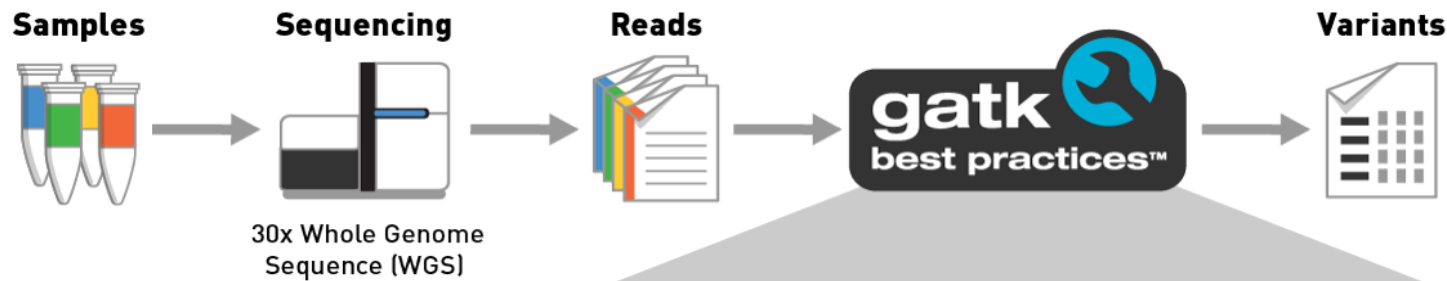 Samples
Sequencing
Reads
Variants
gatk
best practices™
30x Whole Genome
Sequence (WGS)